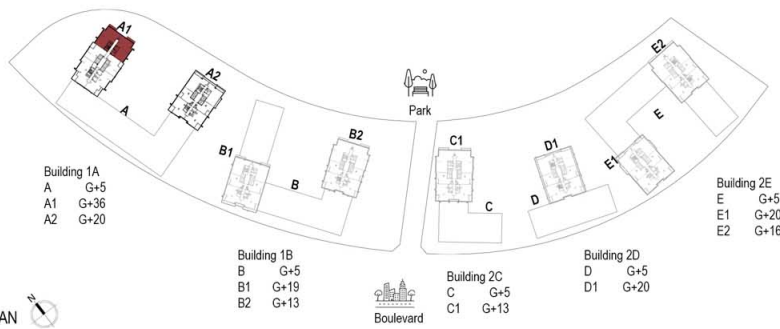 A1
A2
A
E2
E
E1
Park
B1
B2
B
C1
C
D1
D
Building 1A
A G+5
A1 G+36
A2 G+20
Building 1B
B G+5
B1 G+19
B2 G+13
Boulevard
Building 2C
C G+5
C1 G+13
Building 2D
D G+5
D1 G+20
Building 2E
E G+5
E1 G+20
E2 G+16
AN
N